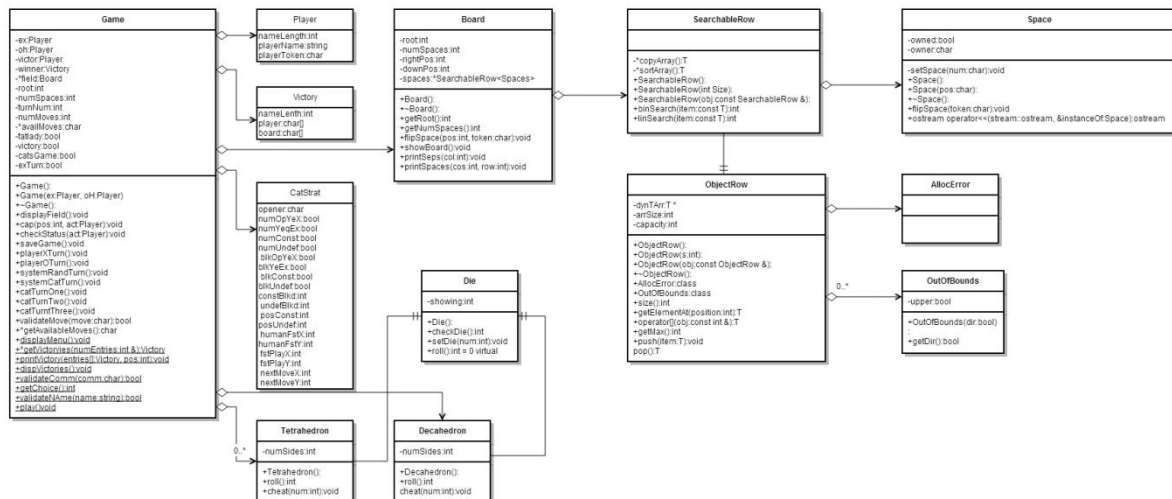 Game
-ex:Player
-oh:Player
-victor:Player
-winner:Victory
-*field:Board
-root:int
-numSpaces:int
-turnNum:int
-numMoves:int
-*availMoves:char
-fatlady:bool
-victory:bool
-catsGame:bool
-exTurn:bool
+Game():
+Game(ex:Player, oH:Player)
+~Game():
+displayField():void
+cap(pos:int, act:Player):void
+checkStatus(act:Player):void
+saveGame():void
+playerXTurn():void
+playerOTurn():void
+systemRandTurn():void
+systemCatTurn():void
+catTurnOne():void
+catTurnTwo():void
+catTurnThree():void
+validateMove(move:char):bool
+*getAvailableMoves():char
+displayMenu():void
+*getVictoryies(numEntries:int &):Victory
+printVictory(entries[]:Victory, pos:int):void
+dispVictories():void
+validateComm(comm:char):bool
+getChoice():int
+validateNAme(name:string):bool
+play()void
Player
nameLength:int
playerName:string
playerToken:char
Victory
nameLenth:int
player:char[]
board:char[]
CatStrat
opener:char
numOpYeX:bool
numYeqEx:bool
numConst:bool
numUndef:bool
blkOpYeX:bool
blkYeEx:bool
blkConst:bool
blkUndef:bool
constBlkd:int
undefBlkd:int
posConst:int
posUndef:int
humanFstX:int
humanFstY:int
fstPlayX:int
fstPlayY:int
nextMoveX:int
nextMoveY:int
0..*
Tetrahedron
-numSides:int
+Tetrahedron():
+roll():int
+cheat(num:int):void
Board
-root:int
-numSpaces:int
-rightPos:int
-downPos:int
-spaces:*SearchableRow<Spaces>
+Board():
+~Board():
+getRoot():int
+getNumSpaces():int
+flipSpace(pos:int, token:char):void
+showBoard():void
+printSeps(col:int):void
+printSpaces(cos:int, row:int):void
Die
-showing:int
+Die():
+checkDie():int
+setDie(num:int):void
+roll():int = 0 virtual
Decahedron
-numSides:int
+Decahedron():
+roll():int
cheat(num:int):void
SearchableRow
-*copyArray():T
-*sortArray():T
+SearchableRow():
+SearchableRow(int Size):
+SearchableRow(obj:const SearchableRow &):
+binSearch(item:const T):int
+linSearch(item:const T):int
ObjectRow
-dynTArr:T *
-arrSize:int
-capacity:int
+ObjectRow():
+ObjectRow(s:int):
+ObjectRow(obj:const ObjectRow &):
+~ObjectRow():
+AllocError:class
+OutOfBounds:class
+size():int
+getElementAt(position:int):T
+operator[](obj:const int &):T
+getMax():int
+push(item:T):void
pop():T
Space
-owned:bool
-owner:char
-setSpace(num:char):void
+Space():
+Space(pos:char):
+~Space():
+flipSpace(token:char):void
+ostream operator<<(stream::ostream, &instanceOf:Space):ostream
AllocError
0..*
OutOfBounds
-upper:bool
+OutOfBounds(dir:bool)
:
+getDir():bool